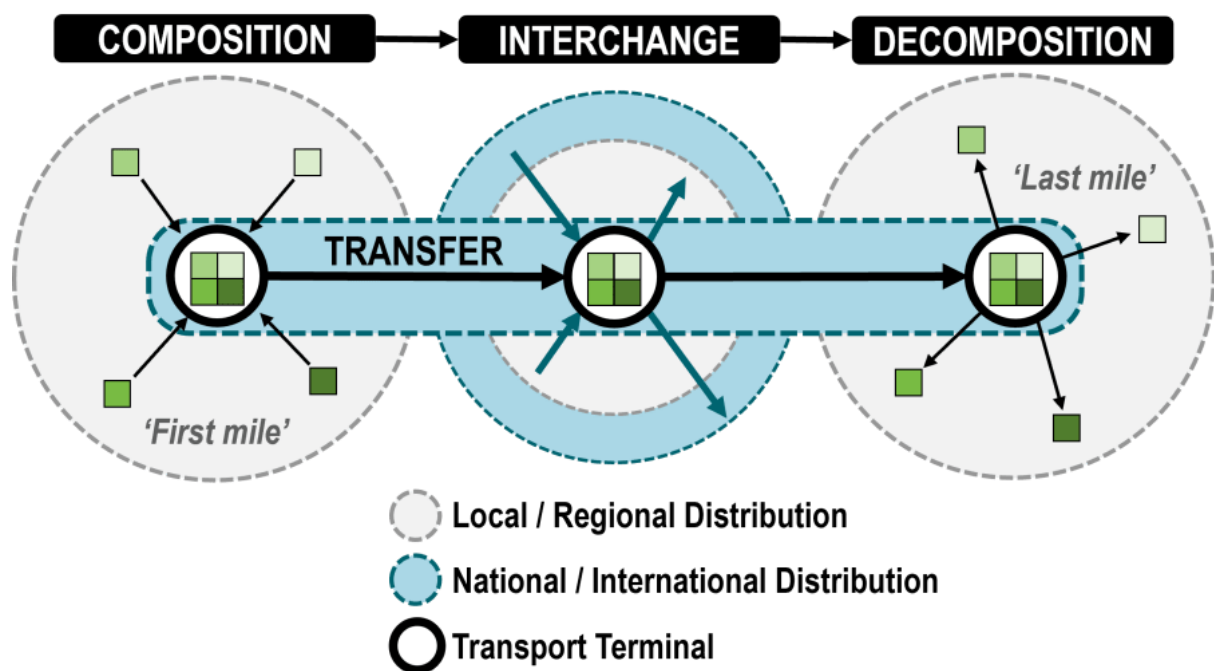 COMPOSITION
INTERCHANGE
DECOMPOSITION
'Last mile'
TRANSFER
'First mile'
Local / Regional Distribution
National / International Distribution
Transport Terminal